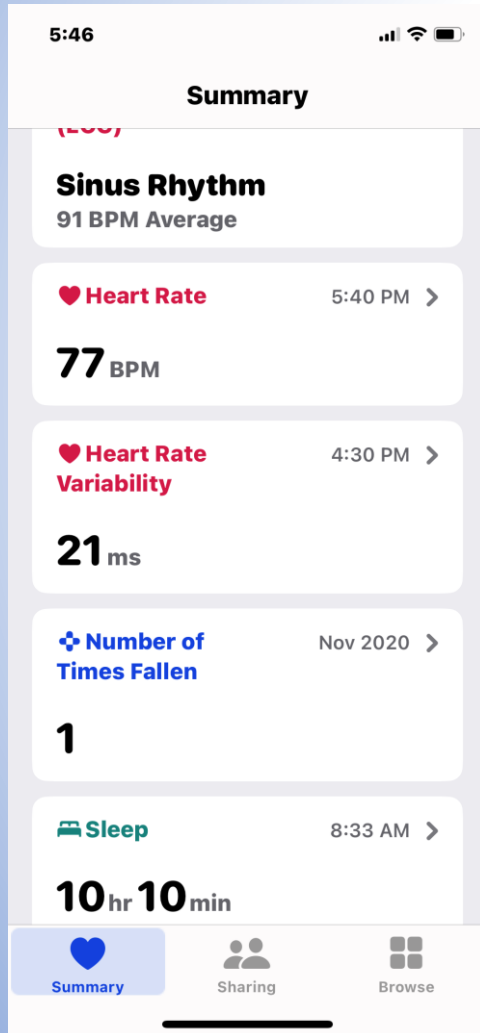 5:46
Summary
(ECG)
Sinus Rhythm
91 BPM Average
Heart Rate 5:40 PM
77 BPM
Heart Rate Variability 4:30 PM
21 ms
Number of Times Fallen Nov 2020
1
Sleep 8:33 AM
10 hr 10 min
Summary Sharing Browse